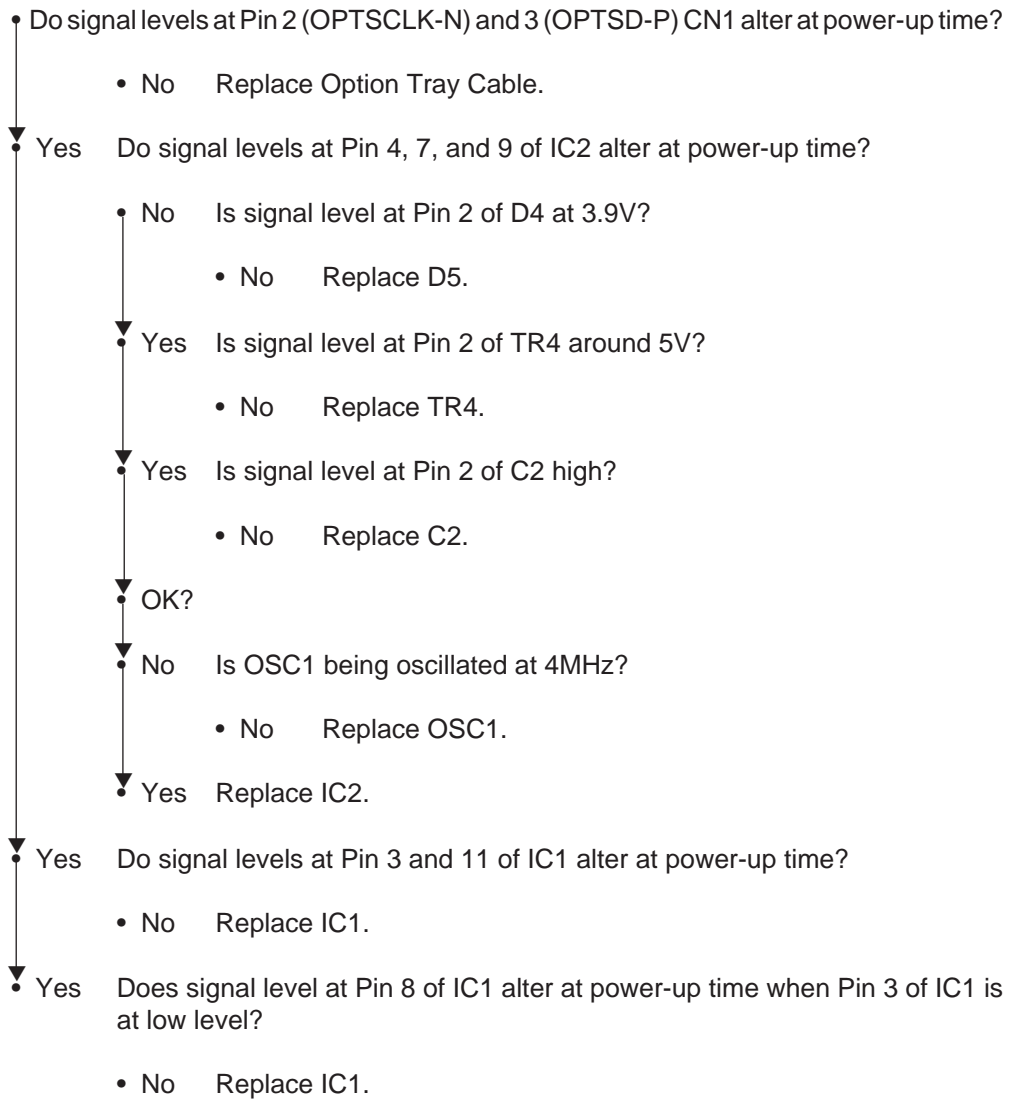 • Do signal levels at Pin 2 (OPTSCLK-N) and 3 (OPTSD-P) CN1 alter at power-up time?
• No Replace Option Tray Cable.
• Yes Do signal levels at Pin 4, 7, and 9 of IC2 alter at power-up time?
• No Is signal level at Pin 2 of D4 at 3.9V?
• No Replace D5.
• Yes Is signal level at Pin 2 of TR4 around 5V?
• No Replace TR4.
• Yes Is signal level at Pin 2 of C2 high?
• No Replace C2.
• OK?
• No Is OSC1 being oscillated at 4MHz?
• No Replace OSC1.
• Yes Replace IC2.
• Yes Do signal levels at Pin 3 and 11 of IC1 alter at power-up time?
• No Replace IC1.
• Yes Does signal level at Pin 8 of IC1 alter at power-up time when Pin 3 of IC1 is
at low level?
• No Replace IC1.